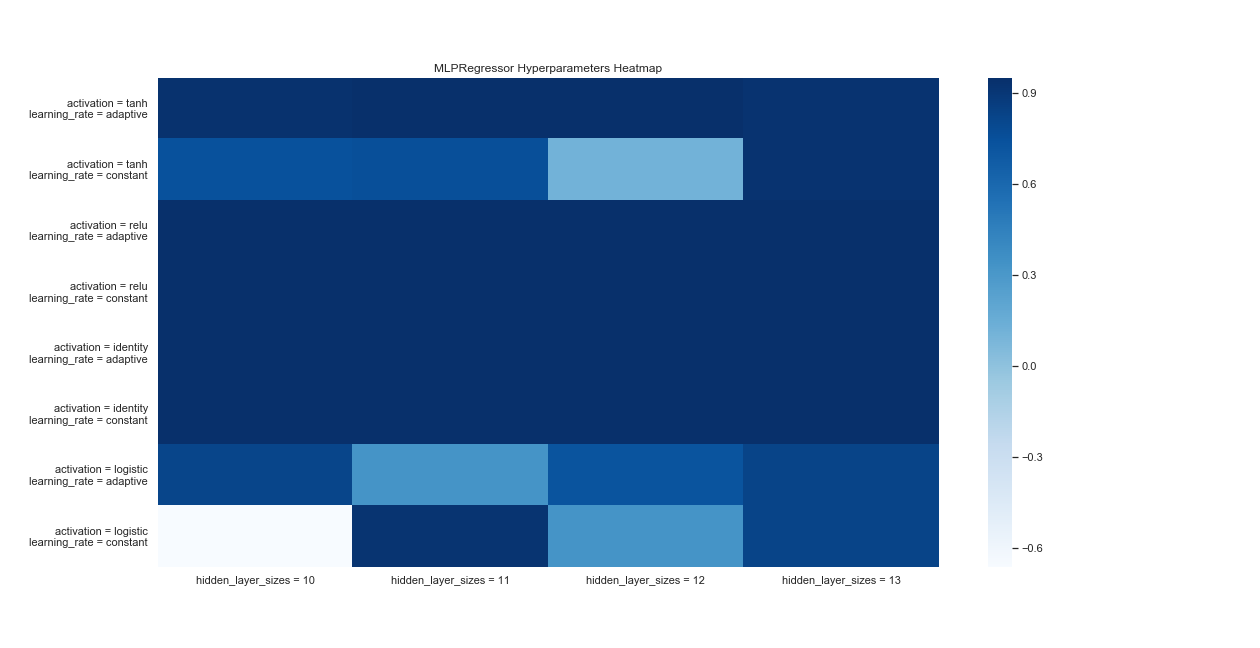 MLPRegressor Hyperparameters Heatmap
activation = tanh
learning_rate = adaptive
activation = tanh
learning_rate = constant
activation = relu
learning_rate = adaptive
activation = relu
learning_rate = constant
activation = identity
learning_rate = adaptive
activation = identity
learning_rate = constant
activation = logistic
learning_rate = adaptive
activation = logistic
learning_rate = constant
hidden_layer_sizes = 10
hidden_layer_sizes = 11
hidden_layer_sizes = 12
hidden_layer_sizes = 13
0.9
0.6
0.3
0.0
−0.3
−0.6